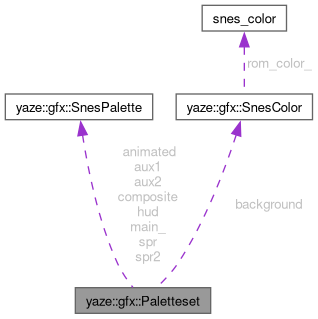 snes_color
rom_color_
yaze::gfx::SnesPalette
yaze::gfx::SnesColor
animated
aux1
aux2
composite
hud
main_
spr
spr2
background
yaze::gfx::Paletteset